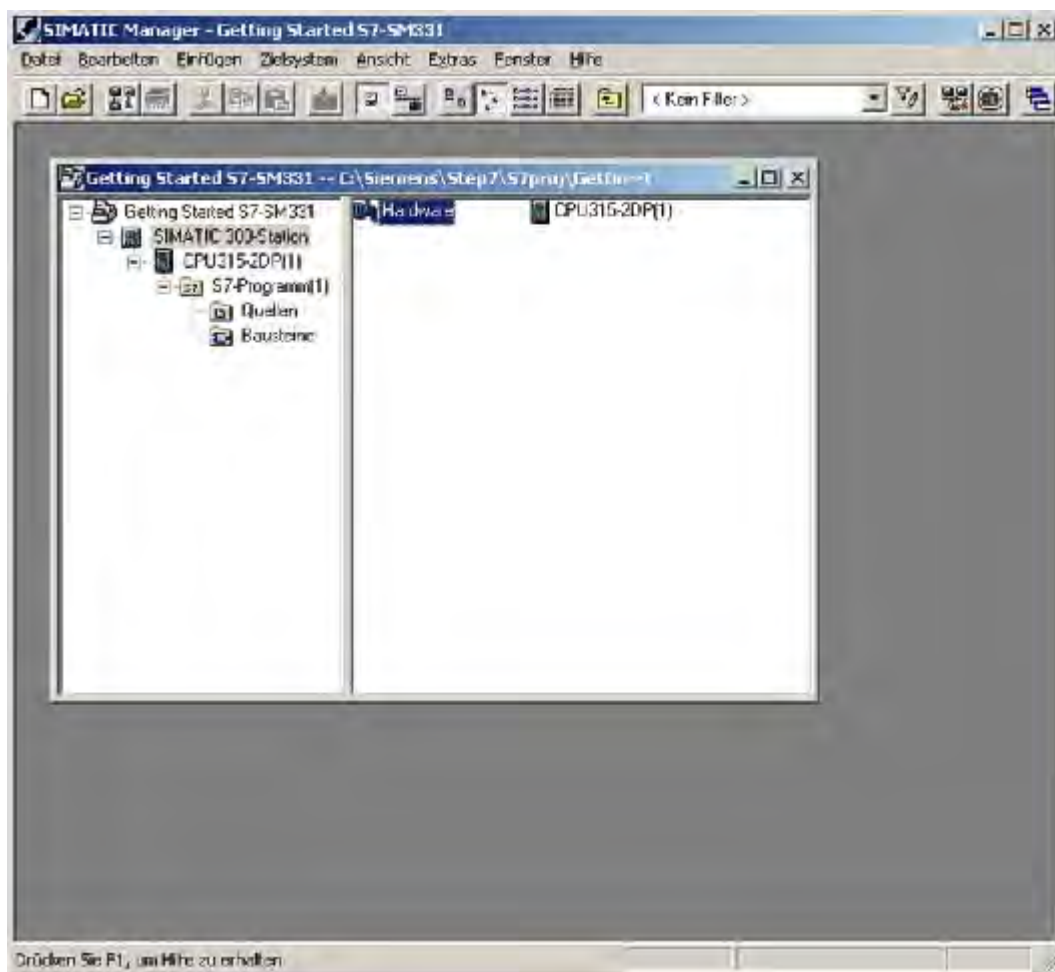 SIMATIC Manager - Getting Started S7-SM331
Datei Bearbeiten Einfügen Zielsystem Ansicht Extras Fenster Hilfe
< Kein Filter >
Getting Started S7-SM331 -- C:\Siemens\Step7\S7proj\Gettin~1
Getting Started S7-SM331
SIMATIC 300-Station
CPU315-2DP(1)
S7-Programm(1)
Quellen
Bausteine
Hardware
CPU315-2DP(1)
Drücken Sie F1, um Hilfe zu erhalten